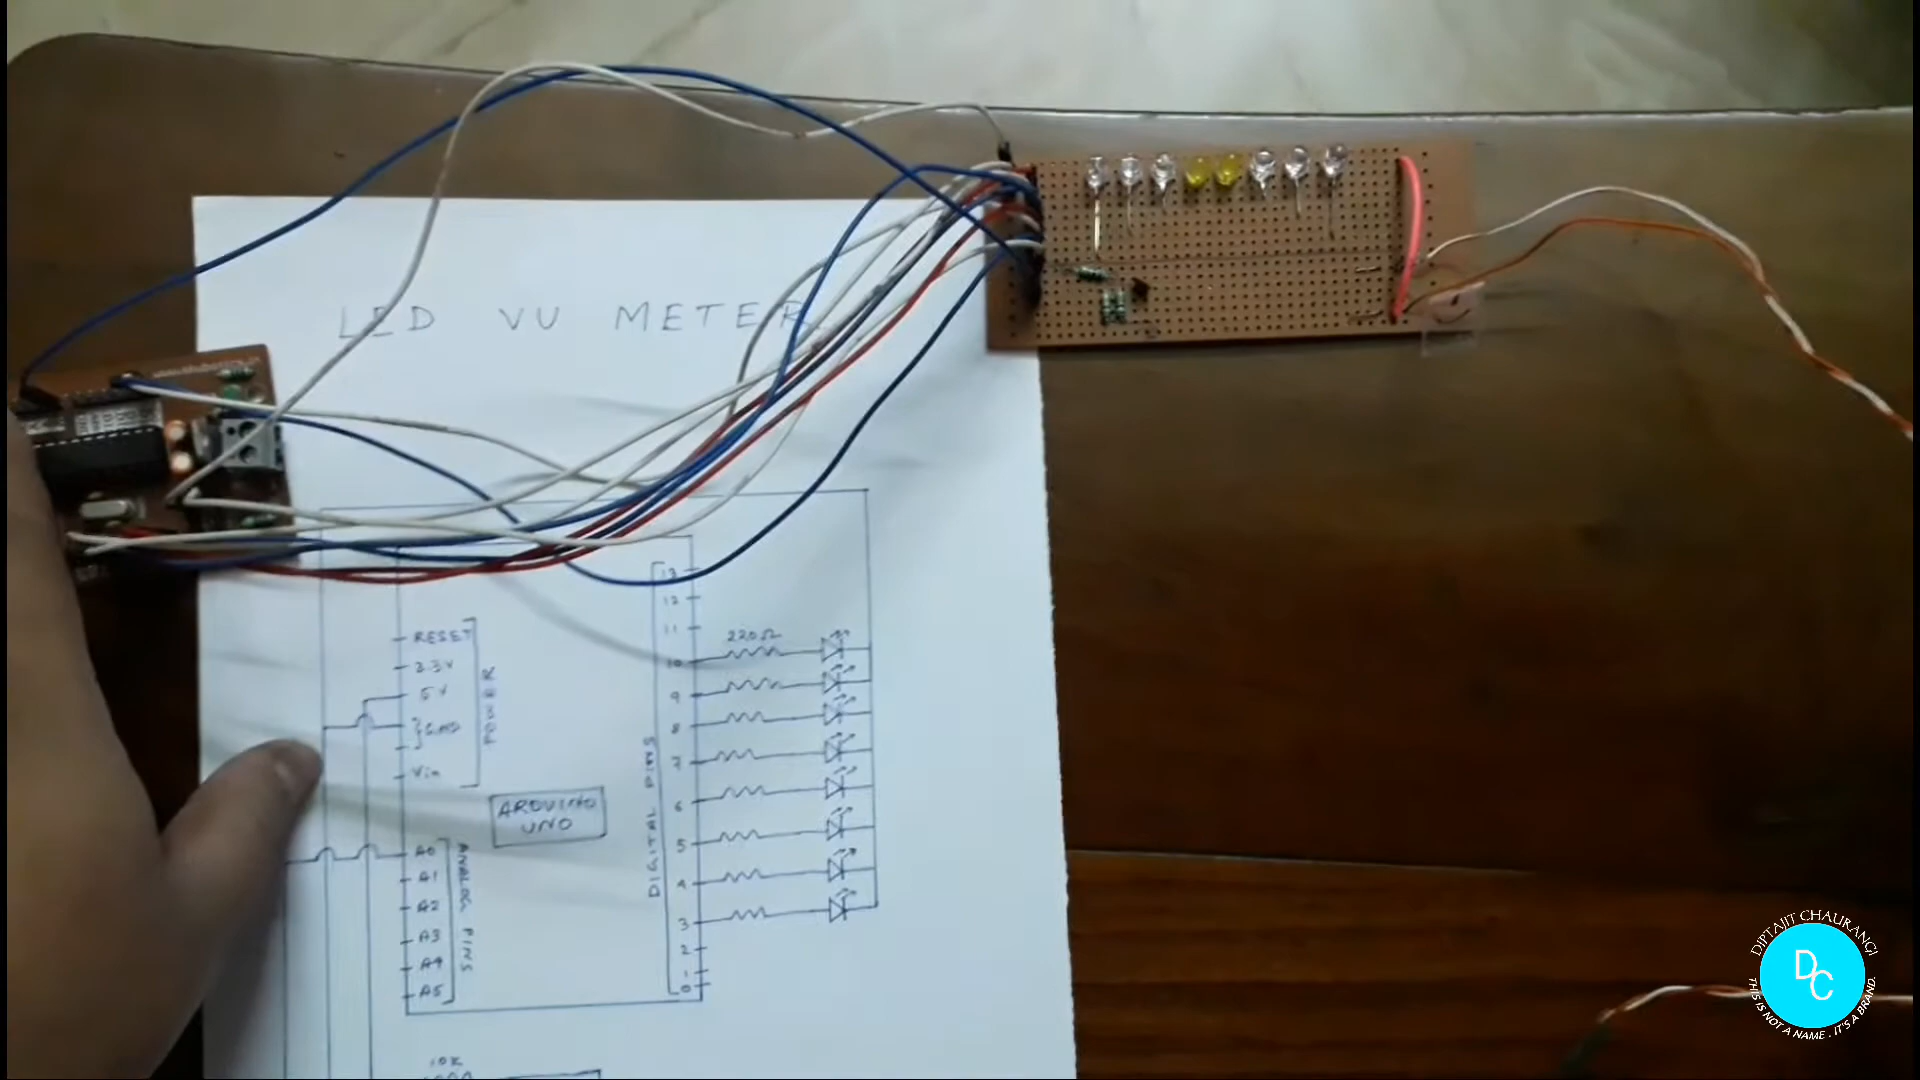 LED VU METER
13
12
11
10
9
8
7
6
5
4
3
2
1
0
220Ω
RESET
3.3V
5V
GND
Vin
POWER
ARDUINO
UNO
DIGITAL PINS
A0
A1
A2
A3
A4
A5
ANALOG PINS
10K
DIPTAJIT CHAURANGI
DC
THIS IS NOT A NAME . IT'S A BRAND.